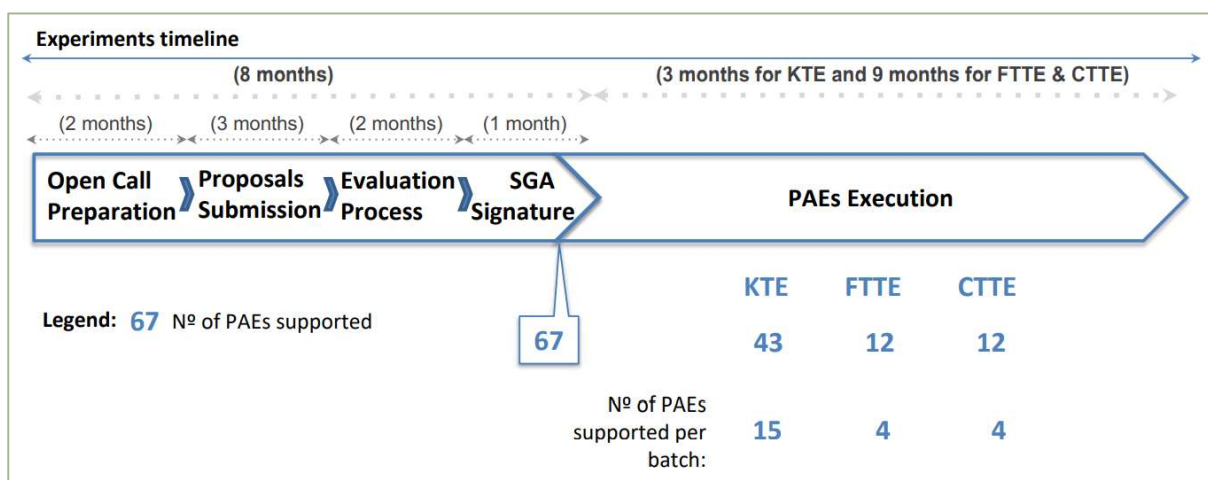 Experiments timeline
(8 months)
(3 months for KTE and 9 months for FTTE & CTTE)
(2 months)
(3 months)
(2 months)
(1 month)
Open Call
Preparation
Proposals
Submission
Evaluation
Process
SGA
Signature
PAEs Execution
Legend: 67 Nº of PAEs supported
67
KTE FTTE CTTE
43 12 12
Nº of PAEs
supported per
batch:
15 4 4